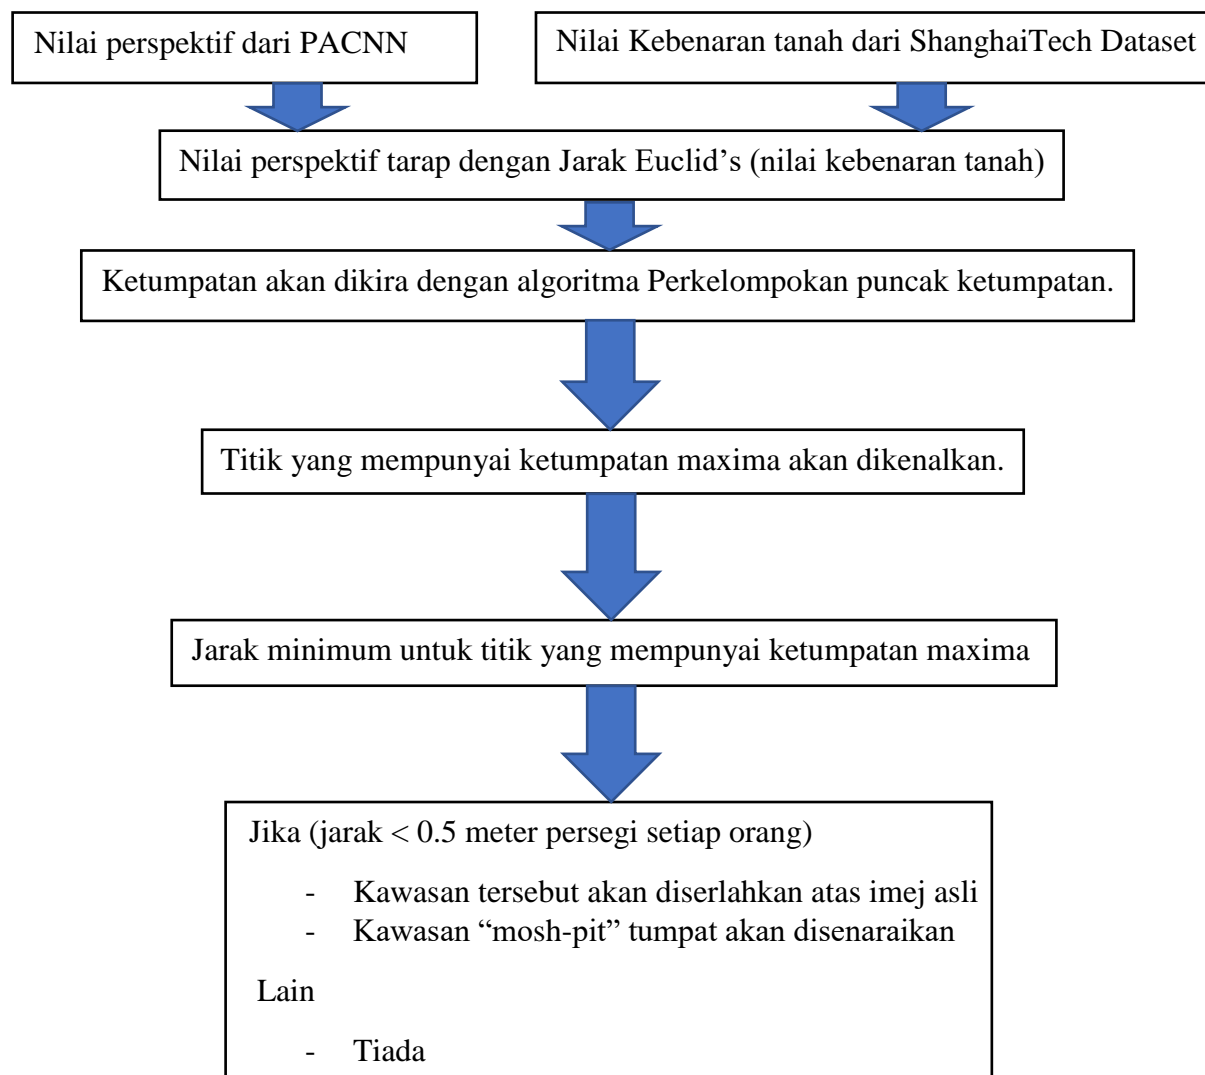 Nilai perspektif dari PACNN
Nilai Kebenaran tanah dari ShanghaiTech Dataset
Nilai perspektif tarap dengan Jarak Euclid’s (nilai kebenaran tanah)
Ketumpatan akan dikira dengan algoritma Perkelompokan puncak ketumpatan.
Titik yang mempunyai ketumpatan maxima akan dikenalkan.
Jarak minimum untuk titik yang mempunyai ketumpatan maxima
Jika (jarak < 0.5 meter persegi setiap orang)
- Kawasan tersebut akan diserlahkan atas imej asli
- Kawasan “mosh-pit” tumpat akan disenaraikan
Lain
- Tiada